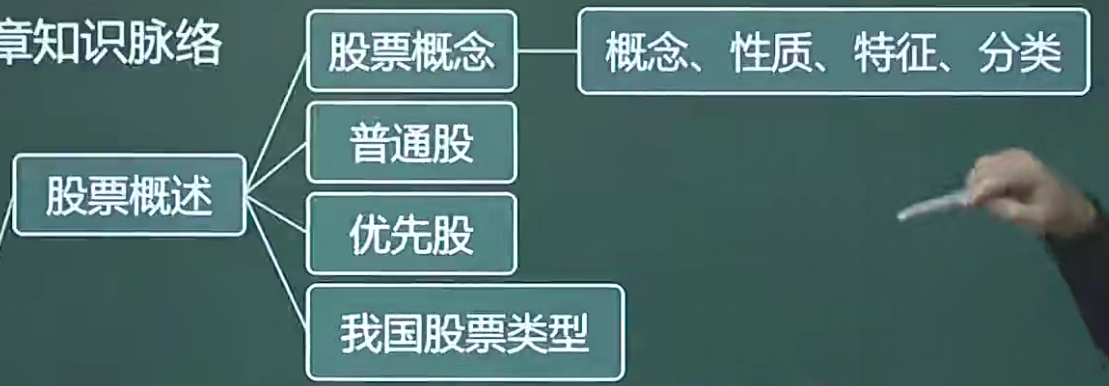 章知识脉络
股票概念
概念、性质、特征、分类
普通股
股票概述
优先股
我国股票类型